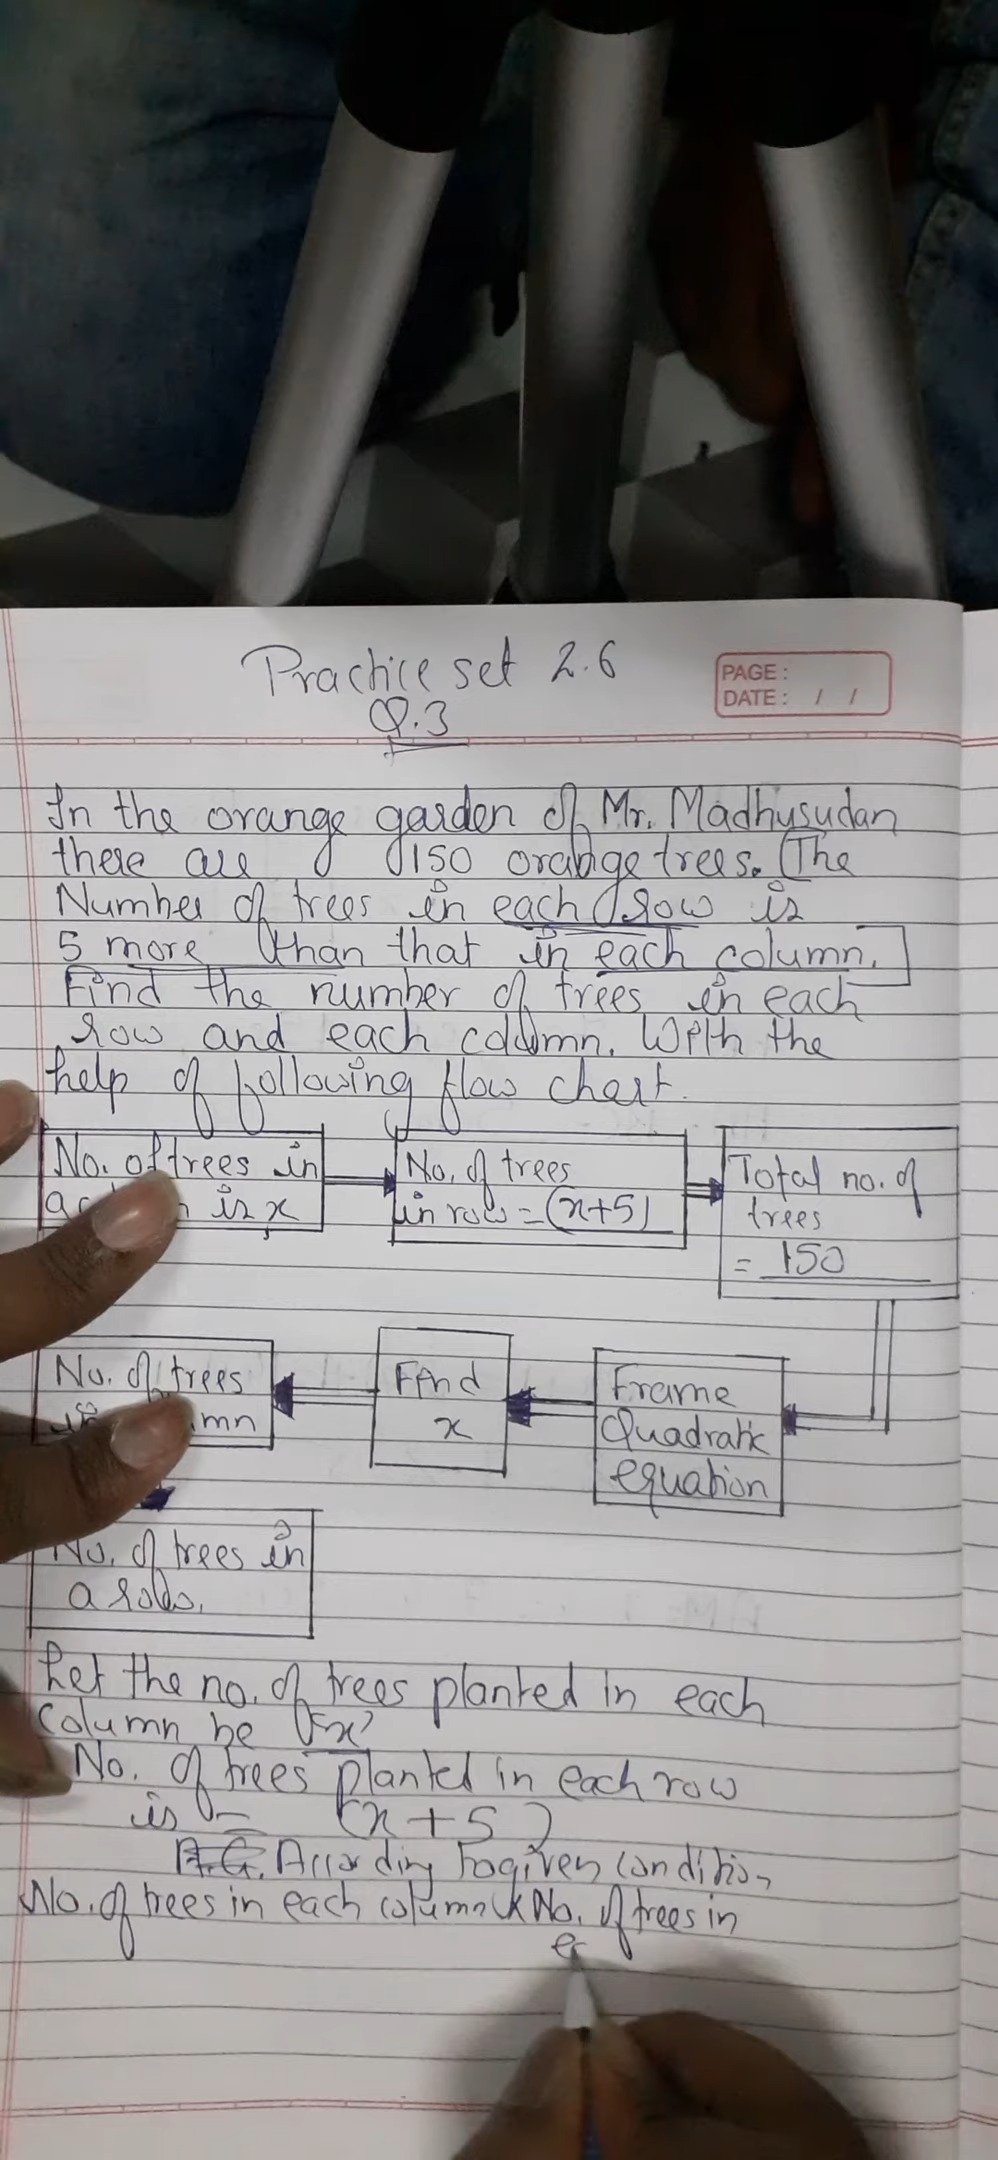 Practice set 2.6
Q.3
PAGE:
DATE: / /
In the orange garden of Mr. Madhusudan
there are 150 orange trees. The
Number of trees in each row is
5 more than that in each column.
Find the number of trees in each
row and each column. With the
help of following flow chart.
No. of trees in
is x
No. of trees
in row = (x+5)
Total no. of
trees
= 150
Frame
Quadratic
equation
Find
x
No. of trees
No. of trees in
a row.
Let the no. of trees planted in each
column be 'x'
No. of trees planted in each row
is = (x+5)
According to given condition
No. of trees in each column x No. of trees in